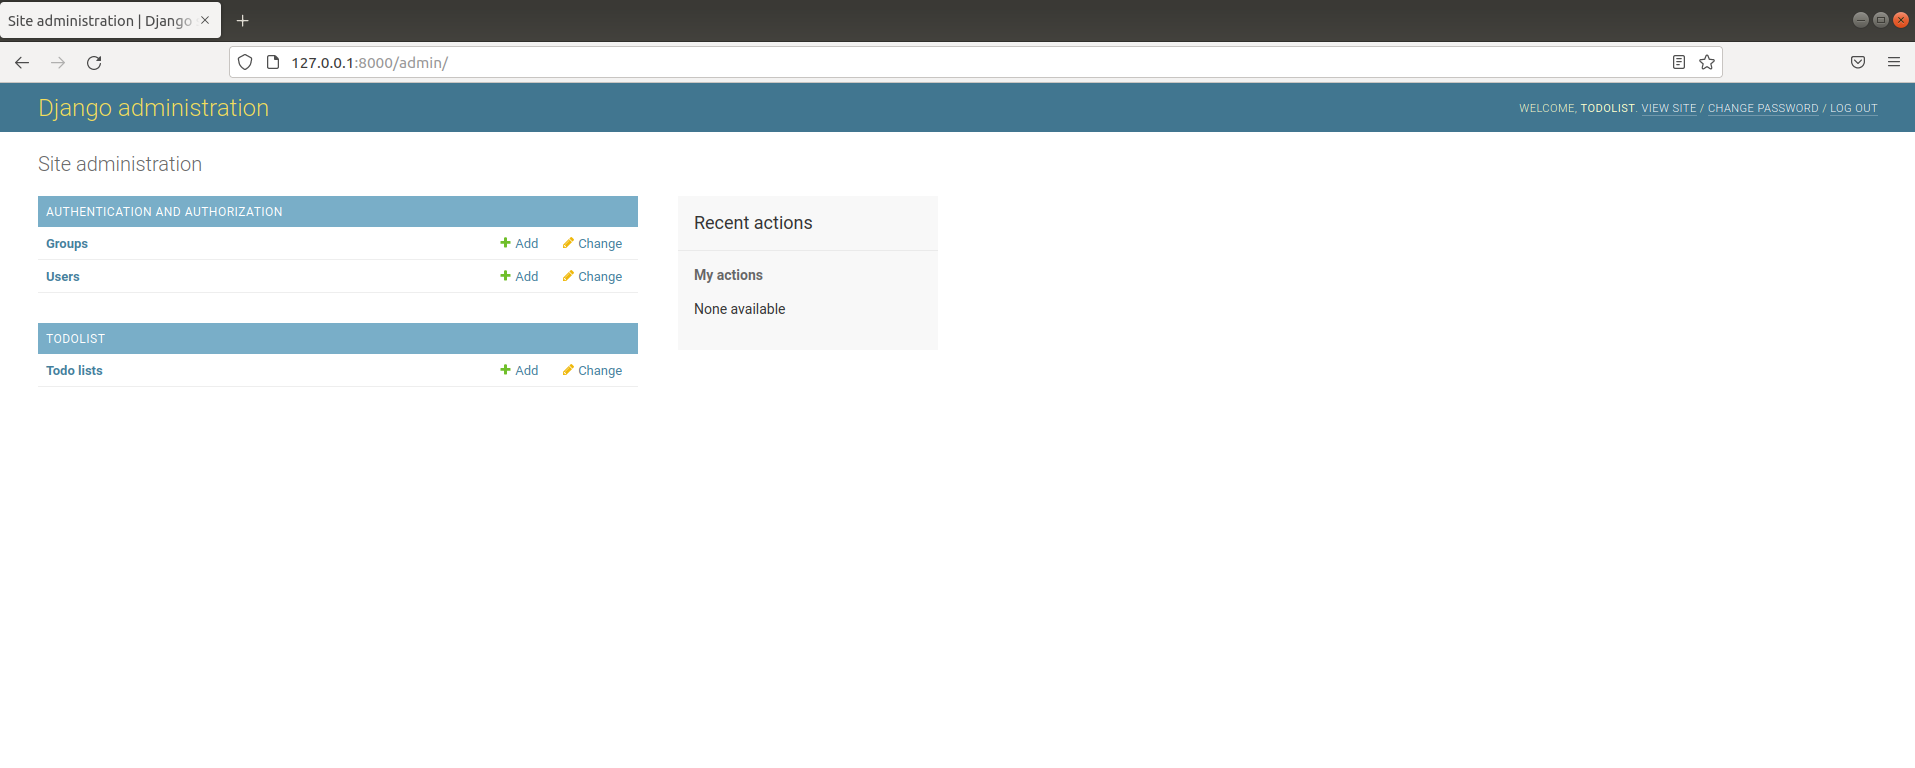 Site administration | Django
127.0.0.1:8000/admin/
Django administration
WELCOME, TODOLIST. VIEW SITE / CHANGE PASSWORD / LOG OUT
Site administration
AUTHENTICATION AND AUTHORIZATION
Groups Add Change
Users Add Change
TODOLIST
Todo lists Add Change
Recent actions
My actions
None available